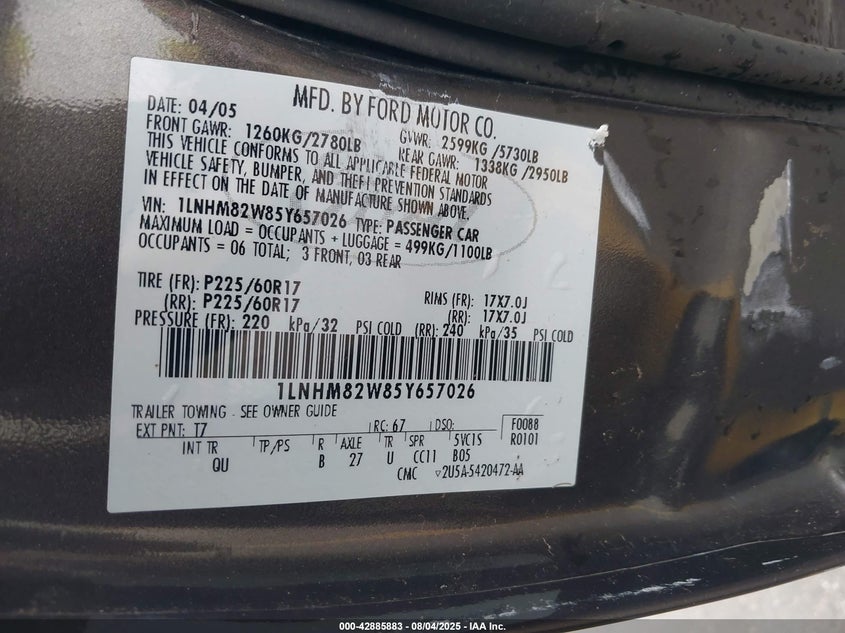 MFD. BY FORD MOTOR CO.
DATE: 04/05
GVWR: 2599KG/5730LB
FRONT GAWR: 1260KG/2780LB
REAR GAWR: 1338KG/2950LB
THIS VEHICLE CONFORMS TO ALL APPLICABLE FEDERAL MOTOR
VEHICLE SAFETY, BUMPER, AND THEFT PREVENTION STANDARDS
IN EFFECT ON THE DATE OF MANUFACTURE SHOWN ABOVE.
VIN: 1LNHM82W85Y657026 TYPE: PASSENGER CAR
MAXIMUM LOAD = OCCUPANTS + LUGGAGE = 499KG/1100LB
OCCUPANTS = 06 TOTAL; 3 FRONT, 03 REAR
TIRE (FR): P225/60R17 RIMS (FR): 17X7.0J
(RR): P225/60R17 (RR): 17X7.0J
PRESSURE (FR): 220 kPa/32 PSI COLD (RR): 240 kPa/35 PSI COLD
1LNHM82W85Y657026
TRAILER TOWING - SEE OWNER GUIDE
EXT PNT: T7 RC: 67 DSO: F0088
INT TR TP/PS R AXLE TR SPR 5VC1S R0101
QU B 27 U CC11 B05
CMC 2U5A-5420472-AA
000-42885883 - 08/04/2025 - IAA Inc.